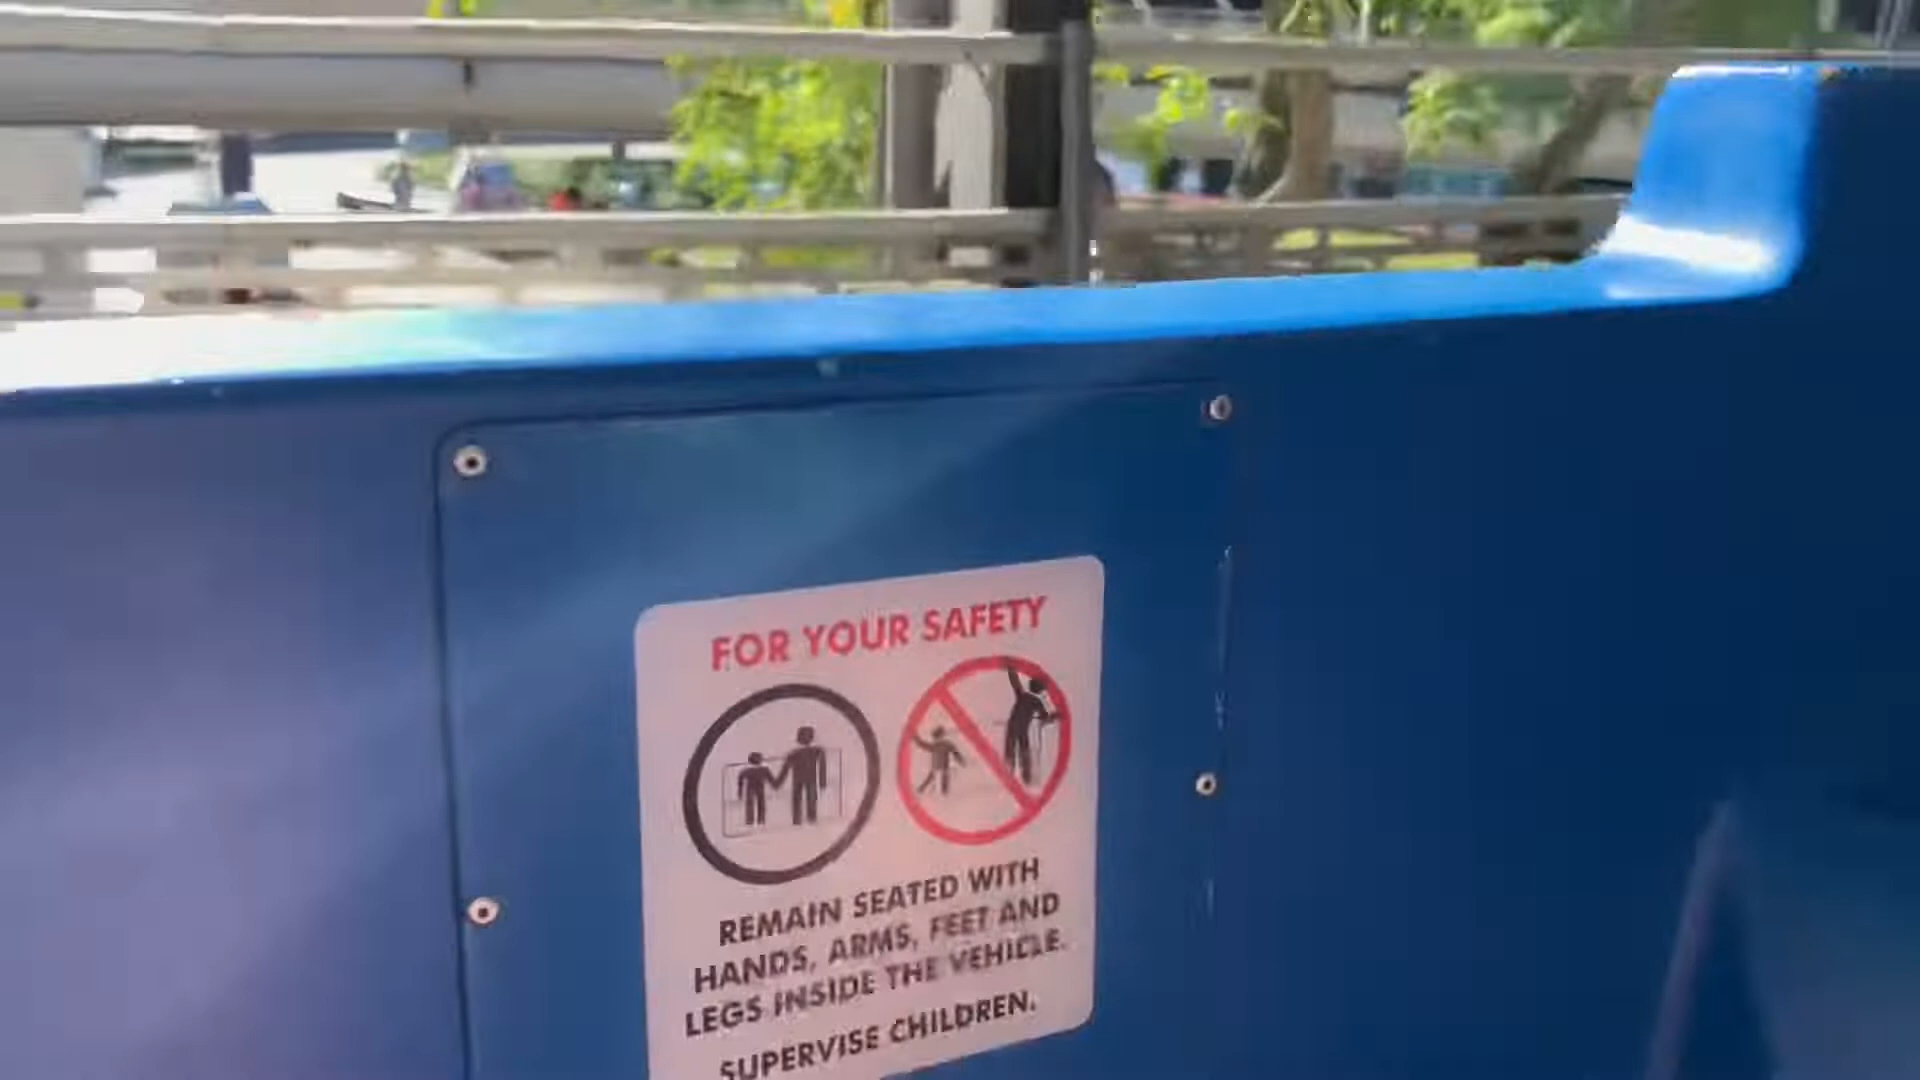 FOR YOUR SAFETY
REMAIN SEATED WITH
HANDS, ARMS, FEET AND
LEGS INSIDE THE VEHICLE.
SUPERVISE CHILDREN.